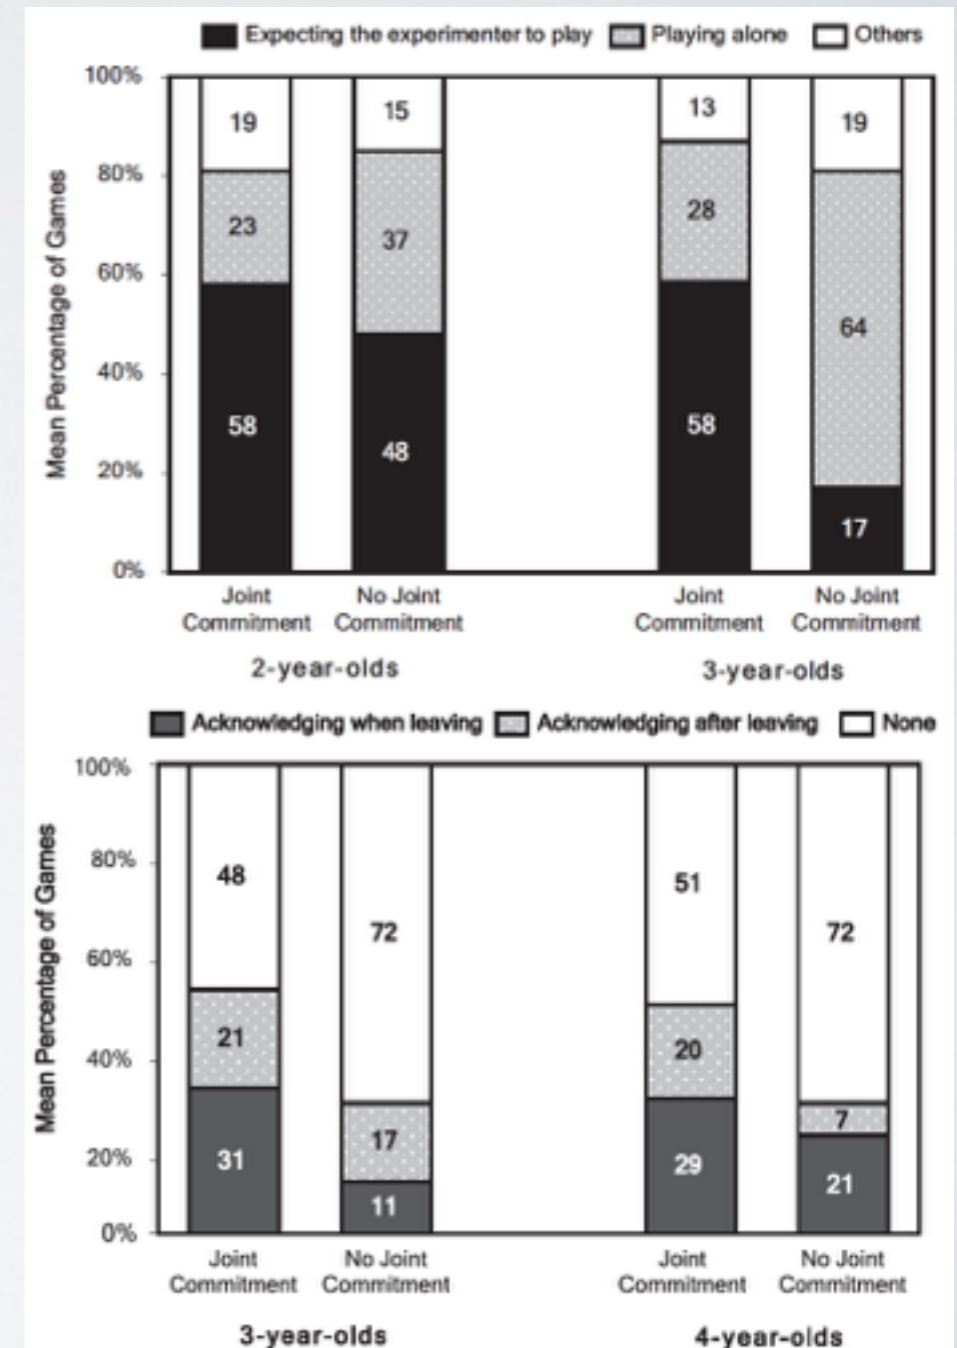 Expecting the experimenter to play Playing alone Others
Mean Percentage of Games
100%
80%
60%
40%
20%
0%
19 15 13 19
23 37 28 64
58 48 58 17
Joint Commitment No Joint Commitment Joint Commitment No Joint Commitment
2-year-olds 3-year-olds
Acknowledging when leaving Acknowledging after leaving None
Mean Percentage of Games
100%
80%
60%
40%
20%
0%
48 72 51 72
21 17 20 7
31 11 29 21
Joint Commitment No Joint Commitment Joint Commitment No Joint Commitment
3-year-olds 4-year-olds